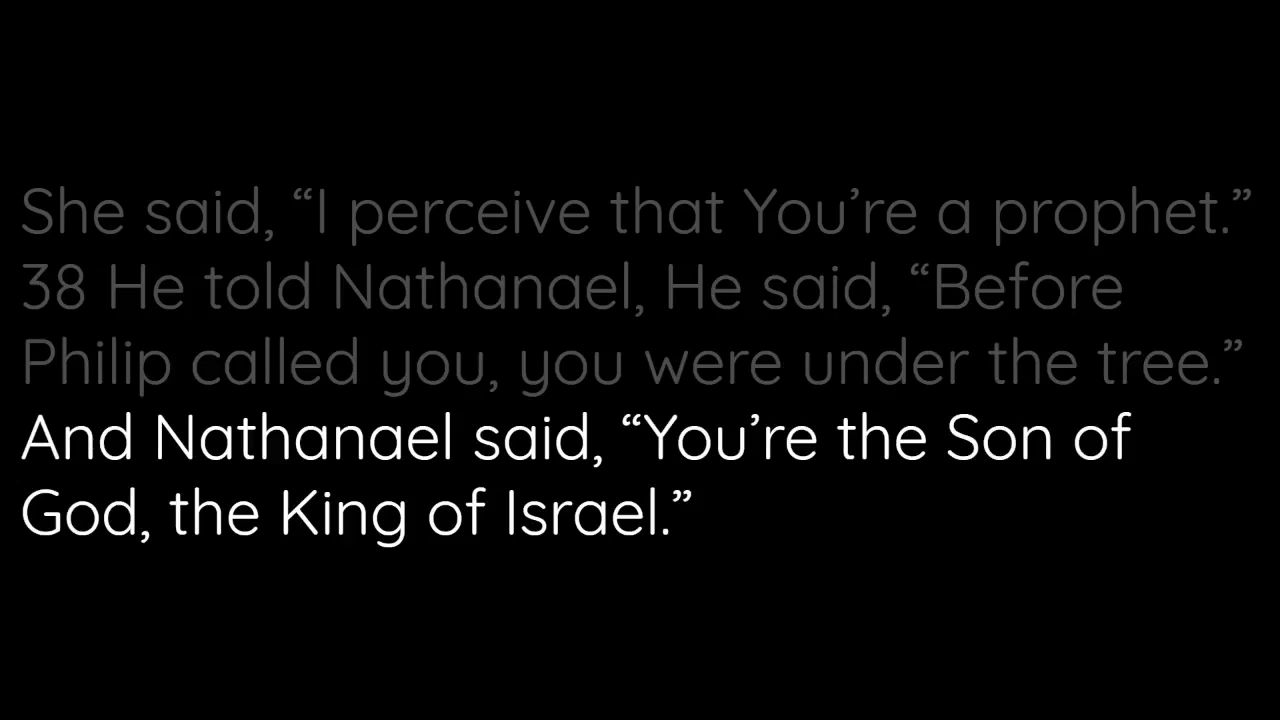 She said, “I perceive that You’re a prophet.”
38 He told Nathanael, He said, “Before
Philip called you, you were under the tree.”
And Nathanael said, “You’re the Son of
God, the King of Israel.”